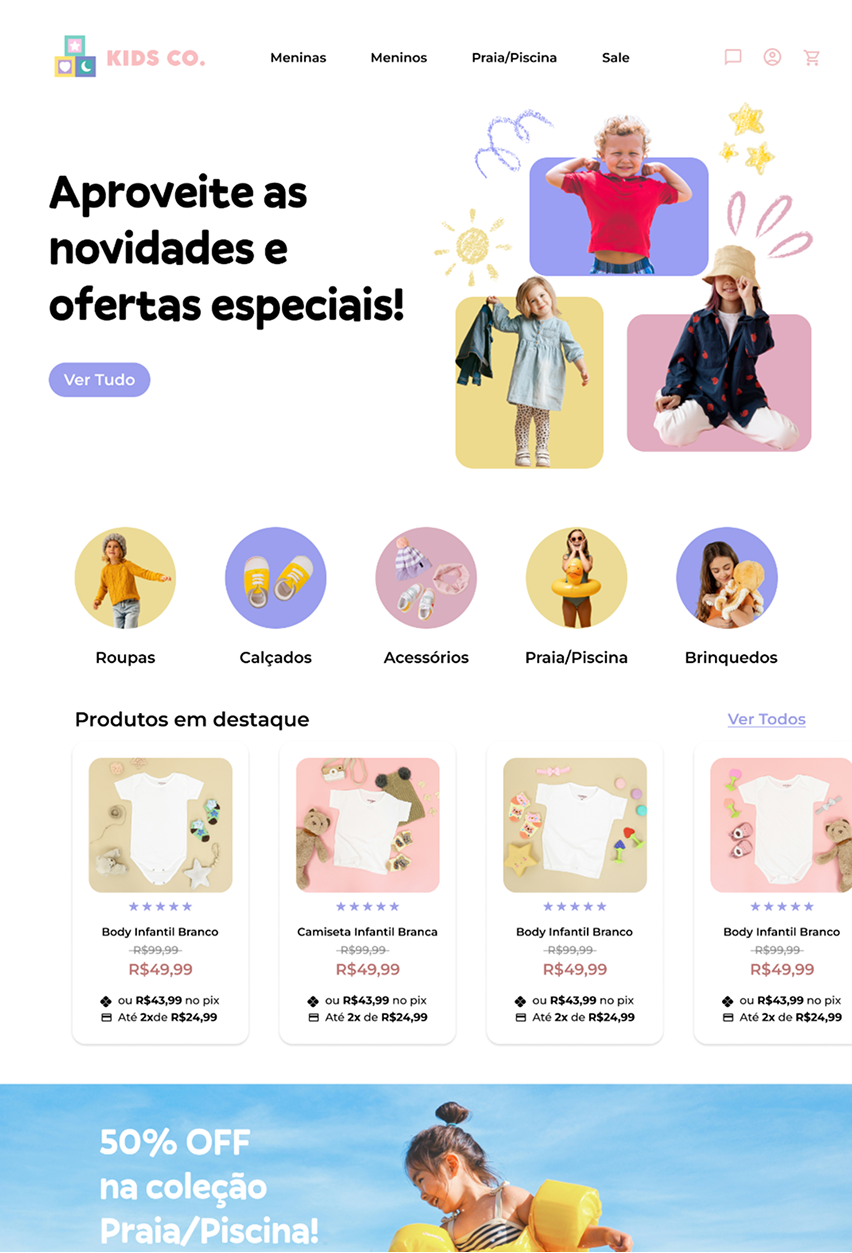 KIDS CO.
Meninas
Meninos
Praia/Piscina
Sale
Aproveite as
novidades e
ofertas especiais!
Ver Tudo
Roupas
Calçados
Acessórios
Praia/Piscina
Brinquedos
Produtos em destaque
Ver Todos
Body Infantil Branco
R$99,99
R$49,99
ou R$43,99 no pix
Até 2xde R$24,99
Camiseta Infantil Branca
R$99,99
R$49,99
ou R$43,99 no pix
Até 2x de R$24,99
Body Infantil Branco
R$99,99
R$49,99
ou R$43,99 no pix
Até 2x de R$24,99
Body Infantil Branco
R$99,99
R$49,99
ou R$43,99 no pix
Até 2x de R$24,99
50% OFF
na coleção
Praia/Piscina!